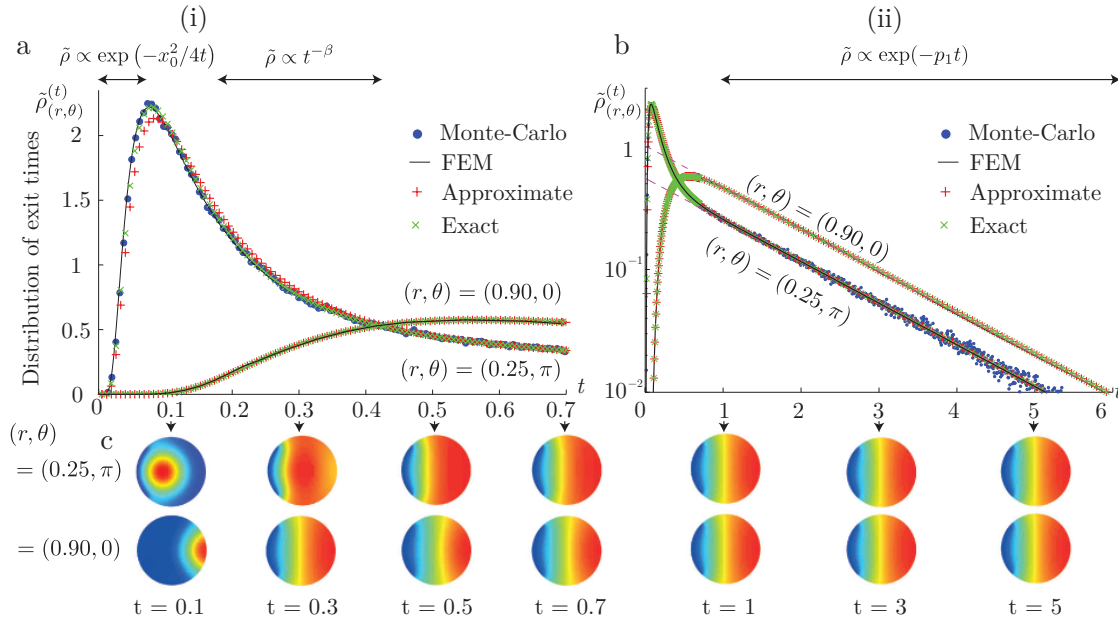 (i)
(ii)
a
ρ̃ ∝ exp (−x₀²/4t)
ρ̃ ∝ t^{−β}
b
ρ̃ ∝ exp(−p₁t)
ρ̃^{(t)}_{(r,θ)}
ρ̃^{(t)}_{(r,θ)}
Distribution of exit times
2
1.5
1
0.5
0
0
0.1
0.2
0.3
0.4
0.5
0.6
0.7
t
Monte-Carlo
FEM
Approximate
Exact
(r, θ) = (0.90, 0)
(r, θ) = (0.25, π)
1
10^{−1}
10^{−2}
0
1
2
3
4
5
6
t
Monte-Carlo
FEM
Approximate
Exact
(r, θ) = (0.90, 0)
(r, θ) = (0.25, π)
c
(r, θ)
= (0.25, π)
= (0.90, 0)
t = 0.1
t = 0.3
t = 0.5
t = 0.7
t = 1
t = 3
t = 5